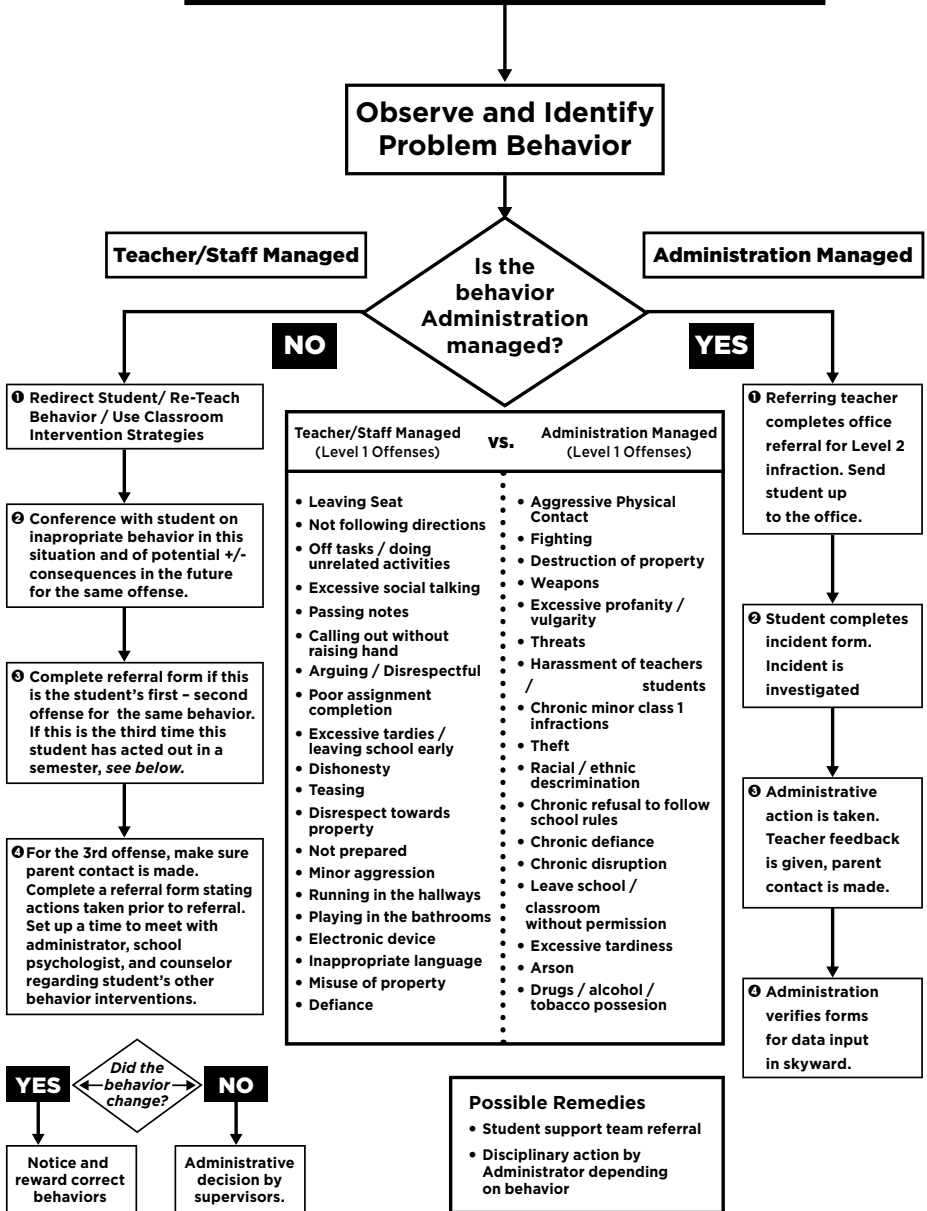 Observe and Identify
Problem Behavior
Teacher/Staff Managed
Administration Managed
Is the
behavior
Administration
managed?
NO
YES
❶ Redirect Student/ Re-Teach
Behavior / Use Classroom
Intervention Strategies
❷ Conference with student on
inappropriate behavior in this
situation and of potential +/-
consequences in the future
for the same offense.
❸ Complete referral form if this
is the student's first – second
offense for the same behavior.
If this is the third time this
student has acted out in a
semester, see below.
❹ For the 3rd offense, make sure
parent contact is made.
Complete a referral form stating
actions taken prior to referral.
Set up a time to meet with
administrator, school
psychologist, and counselor
regarding student's other
behavior interventions.
Teacher/Staff Managed
(Level 1 Offenses)
vs.
Administration Managed
(Level 1 Offenses)
• Leaving Seat
• Not following directions
• Off tasks / doing
unrelated activities
• Excessive social talking
• Passing notes
• Calling out without
raising hand
• Arguing / Disrespectful
• Poor assignment
completion
• Excessive tardies /
leaving school early
• Dishonesty
• Teasing
• Disrespect towards
property
• Not prepared
• Minor aggression
• Running in the hallways
• Playing in the bathrooms
• Electronic device
• Inappropriate language
• Misuse of property
• Defiance
• Aggressive Physical
Contact
• Fighting
• Destruction of property
• Weapons
• Excessive profanity /
vulgarity
• Threats
• Harassment of teachers
/ students
• Chronic minor class 1
infractions
• Theft
• Racial / ethnic
descrimination
• Chronic refusal to follow
school rules
• Chronic defiance
• Chronic disruption
• Leave school /
classroom
without permission
• Excessive tardiness
• Arson
• Drugs / alcohol /
tobacco possesion
❶ Referring teacher
completes office
referral for Level 2
infraction. Send
student up
to the office.
❷ Student completes
incident form.
Incident is
investigated
❸ Administrative
action is taken.
Teacher feedback
is given, parent
contact is made.
❹ Administration
verifies forms
for data input
in skyward.
YES
Did the
behavior
change?
NO
Notice and
reward correct
behaviors
Administrative
decision by
supervisors.
Possible Remedies
• Student support team referral
• Disciplinary action by
Administrator depending
on behavior